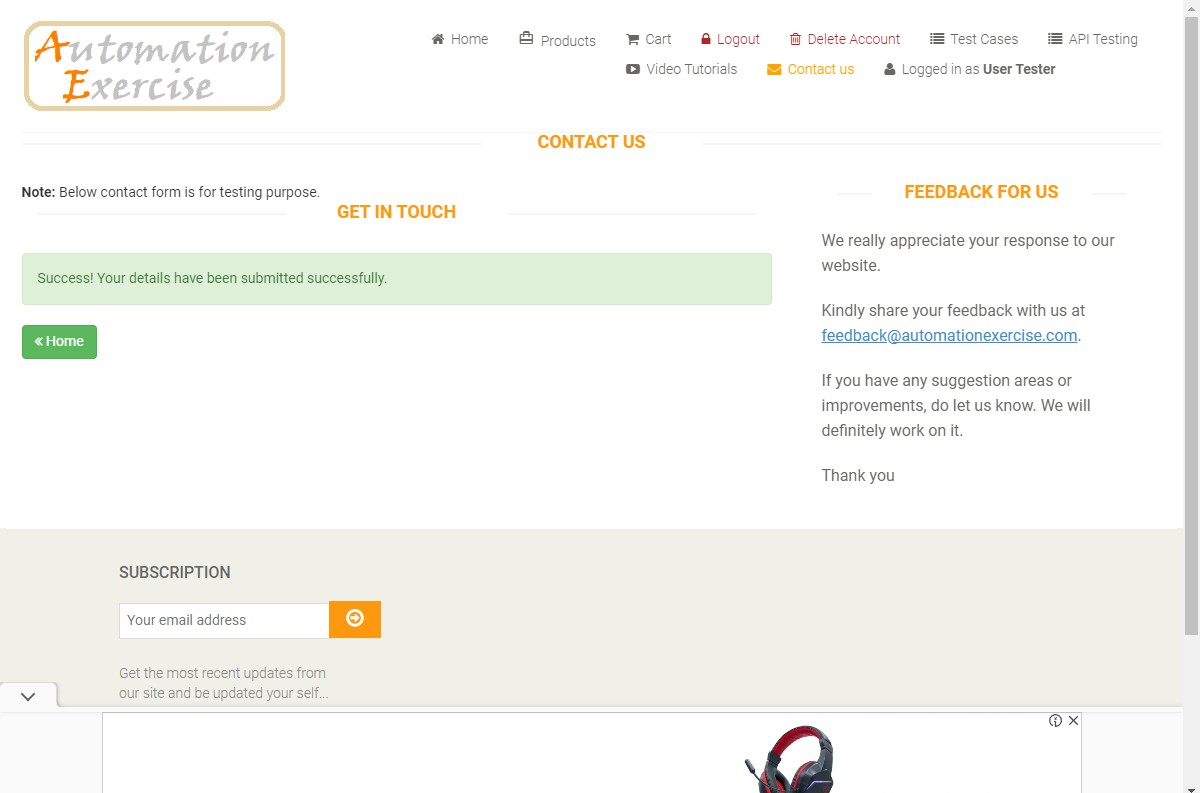 Automation
Exercise
Home
Products
Cart
Logout
Delete Account
Test Cases
API Testing
Video Tutorials
Contact us
Logged in as User Tester
CONTACT US
Note: Below contact form is for testing purpose.
GET IN TOUCH
Success! Your details have been submitted successfully.
« Home
FEEDBACK FOR US
We really appreciate your response to our
website.
Kindly share your feedback with us at
feedback@automationexercise.com.
If you have any suggestion areas or
improvements, do let us know. We will
definitely work on it.
Thank you
SUBSCRIPTION
Your email address
Get the most recent updates from
our site and be updated your self...